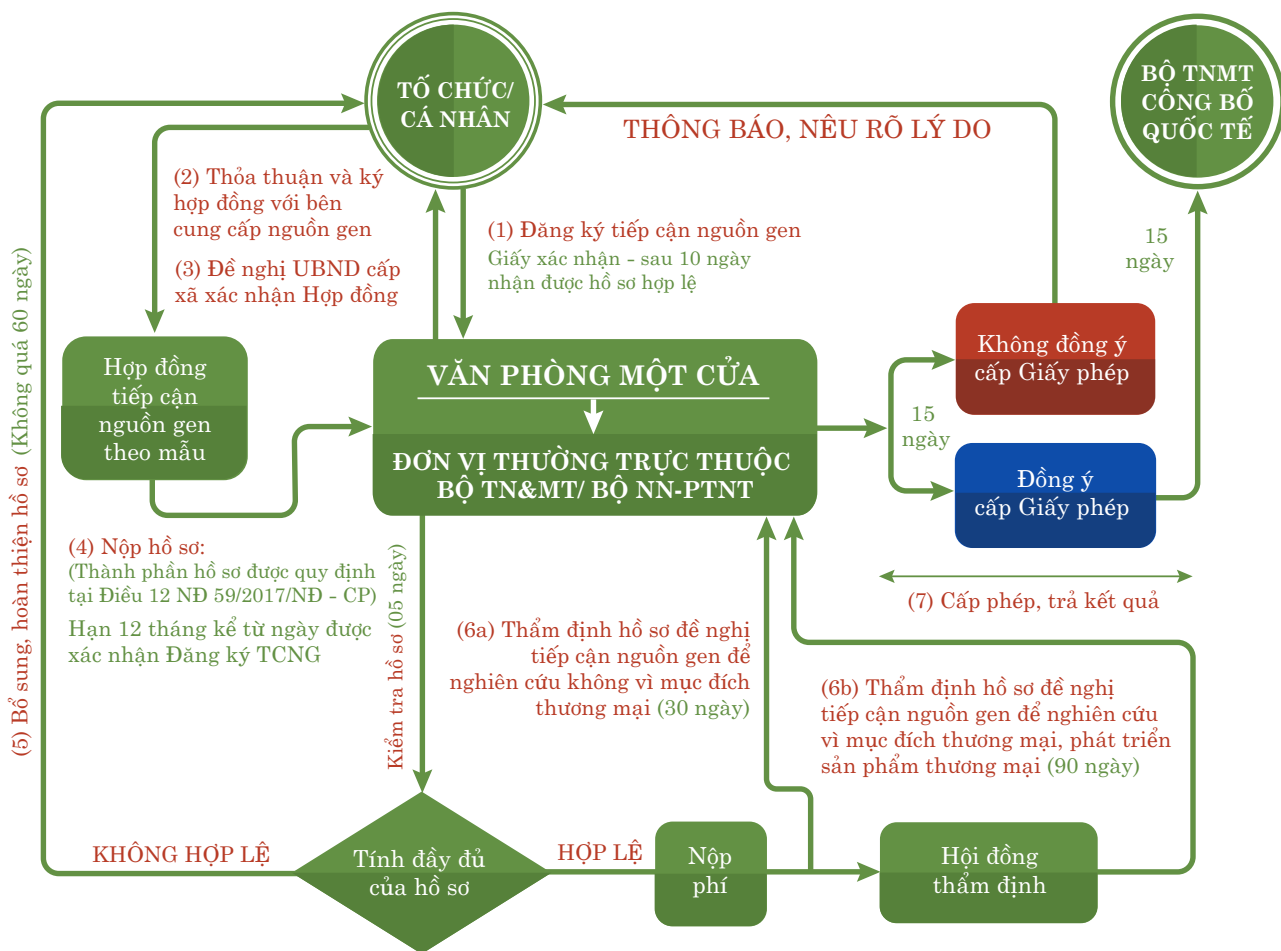 TỔ CHỨC/
CÁ NHÂN
BỘ TNMT
CÔNG BỐ
QUỐC TẾ
THÔNG BÁO, NÊU RÕ LÝ DO
(2) Thỏa thuận và ký
hợp đồng với bên
cung cấp nguồn gen
(3) Đề nghị UBND cấp
xã xác nhận Hợp đồng
(1) Đăng ký tiếp cận nguồn gen
Giấy xác nhận - sau 10 ngày
nhận được hồ sơ hợp lệ
15
ngày
Hợp đồng
tiếp cận
nguồn gen
theo mẫu
VĂN PHÒNG MỘT CỬA
ĐƠN VỊ THƯỜNG TRỰC THUỘC
BỘ TN&MT/ BỘ NN-PTNT
15
ngày
Không đồng ý
cấp Giấy phép
Đồng ý
cấp Giấy phép
(7) Cấp phép, trả kết quả
(4) Nộp hồ sơ:
(Thành phần hồ sơ được quy định
tại Điều 12 NĐ 59/2017/NĐ - CP)
Hạn 12 tháng kể từ ngày được
xác nhận Đăng ký TCNG
(5) Bổ sung, hoàn thiện hồ sơ (Không quá 60 ngày)
Kiểm tra hồ sơ (05 ngày)
(6a) Thẩm định hồ sơ đề nghị
tiếp cận nguồn gen để
nghiên cứu không vì mục đích
thương mại (30 ngày)
(6b) Thẩm định hồ sơ đề nghị
tiếp cận nguồn gen để nghiên cứu
vì mục đích thương mại, phát triển
sản phẩm thương mại (90 ngày)
KHÔNG HỢP LỆ
Tính đầy đủ
của hồ sơ
HỢP LỆ
Nộp
phí
Hội đồng
thẩm định